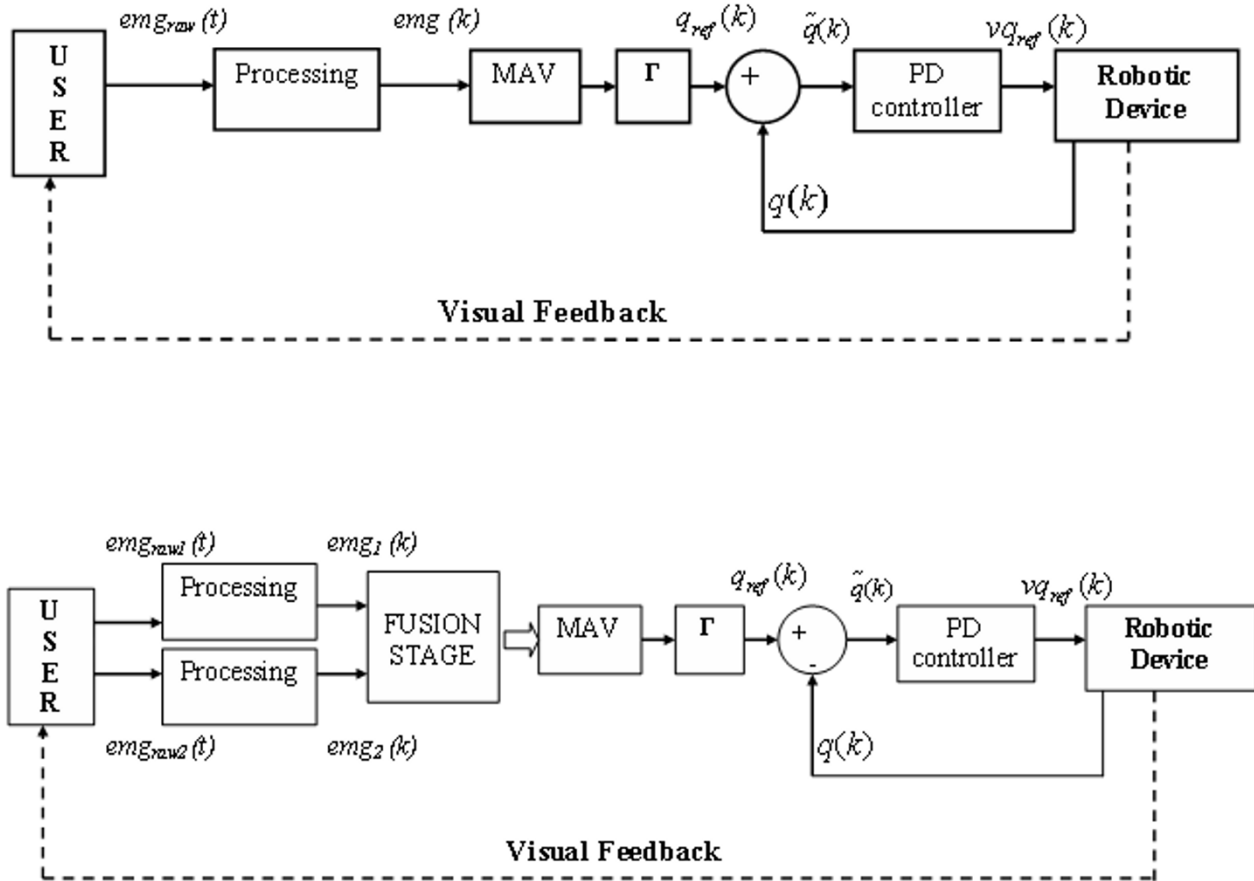 emg_raw (t)
emg (k)
q_ref (k)
q̃(k)
vq_ref (k)
U
S
E
R
Processing
MAV
Γ
+
PD
controller
Robotic
Device
q(k)
Visual Feedback
emg_raw1 (t)
emg_1 (k)
q_ref (k)
q̃(k)
vq_ref (k)
U
S
E
R
Processing
Processing
FUSION
STAGE
MAV
Γ
+
-
PD
controller
Robotic
Device
emg_raw2 (t)
emg_2 (k)
q(k)
Visual Feedback